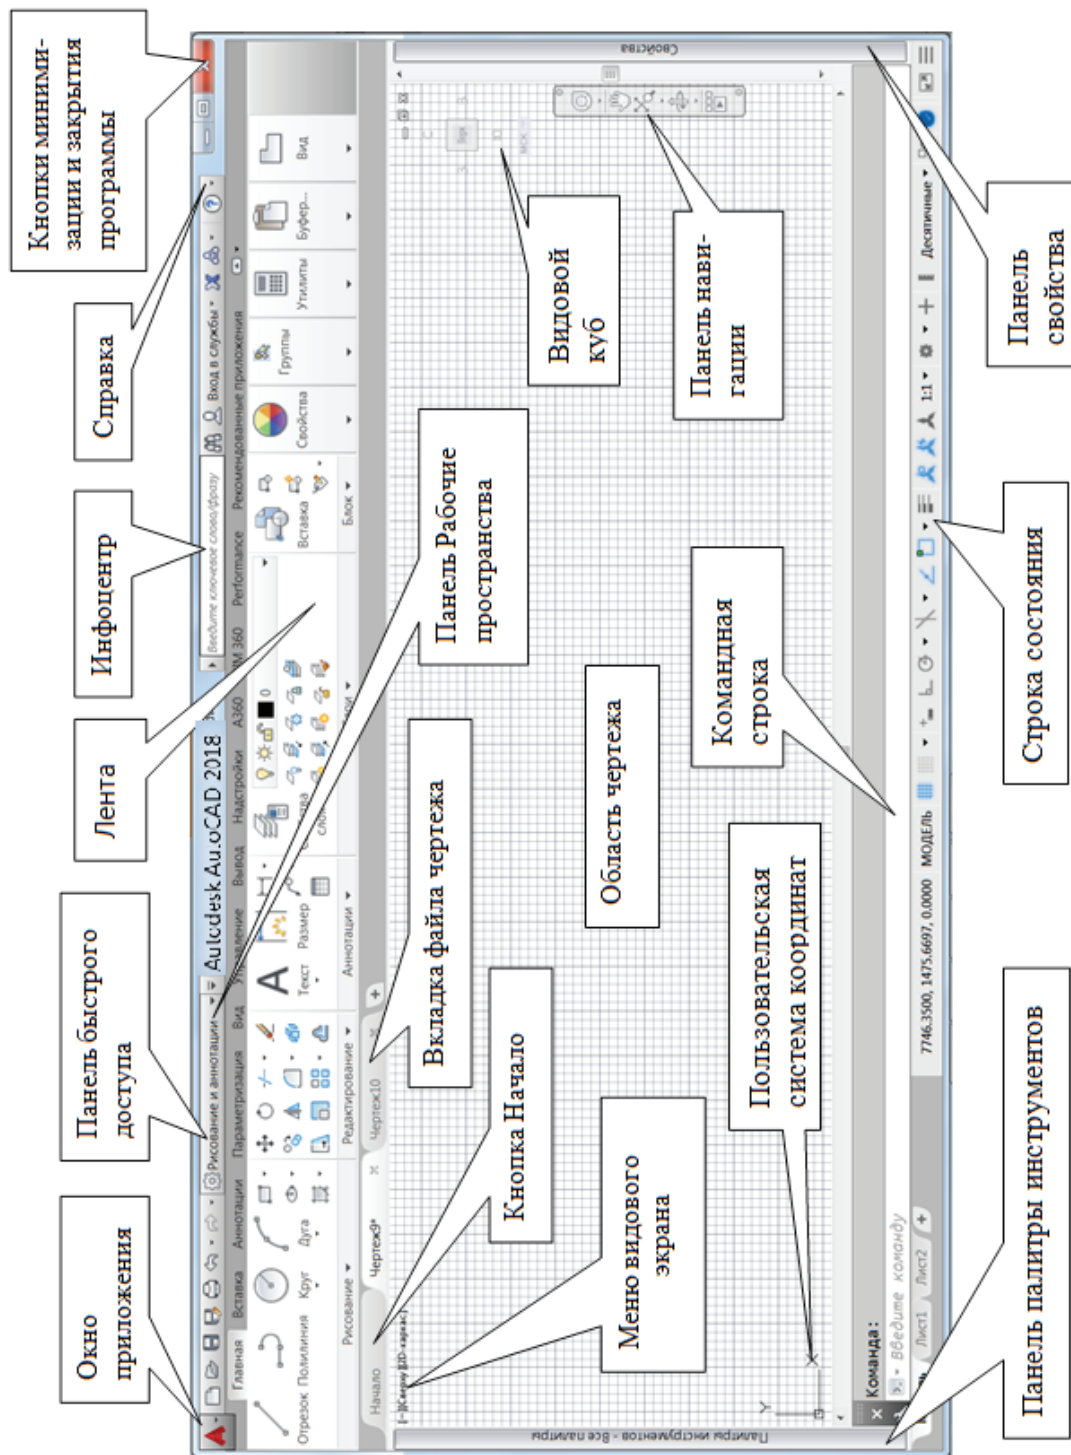 Окно
приложения
Панель быстрого
доступа
Лента
Инфоцентр
Справка
Кнопки миними-
зации и закрытия
программы
Рисование и аннотации
Autodesk AutoCAD 2018
Введите ключевое слово/фразу
Вход в службы
Главная Вставка Аннотации Параметризация Вид Управление Вывод Надстройки A360 Performance Рекомендованные приложения
Отрезок Полилиния Круг Дуга
Текст Размер
Вставка
Свойства
Группы
Утилиты
Буфер...
Вид
Рисование
Редактирование
Аннотации
Блок
Начало
Чертеж9*
Чертеж10
[−][Сверху][2D-каркас]
Вкладка файла чертежа
Панель Рабочие
пространства
Кнопка Начало
Видовой
куб
Меню видового
экрана
Область чертежа
Панель нави-
гации
Командная
строка
Пользовательская
система координат
Y
X
Верх
МСК
Палитры инструментов - Все палитры
Свойства
Команда:
Введите команду
Лист1 Лист2
7746.3500, 1475.6697, 0.0000 МОДЕЛЬ
1:1
Десятичные
Панель палитры инструментов
Строка состояния
Панель
свойства